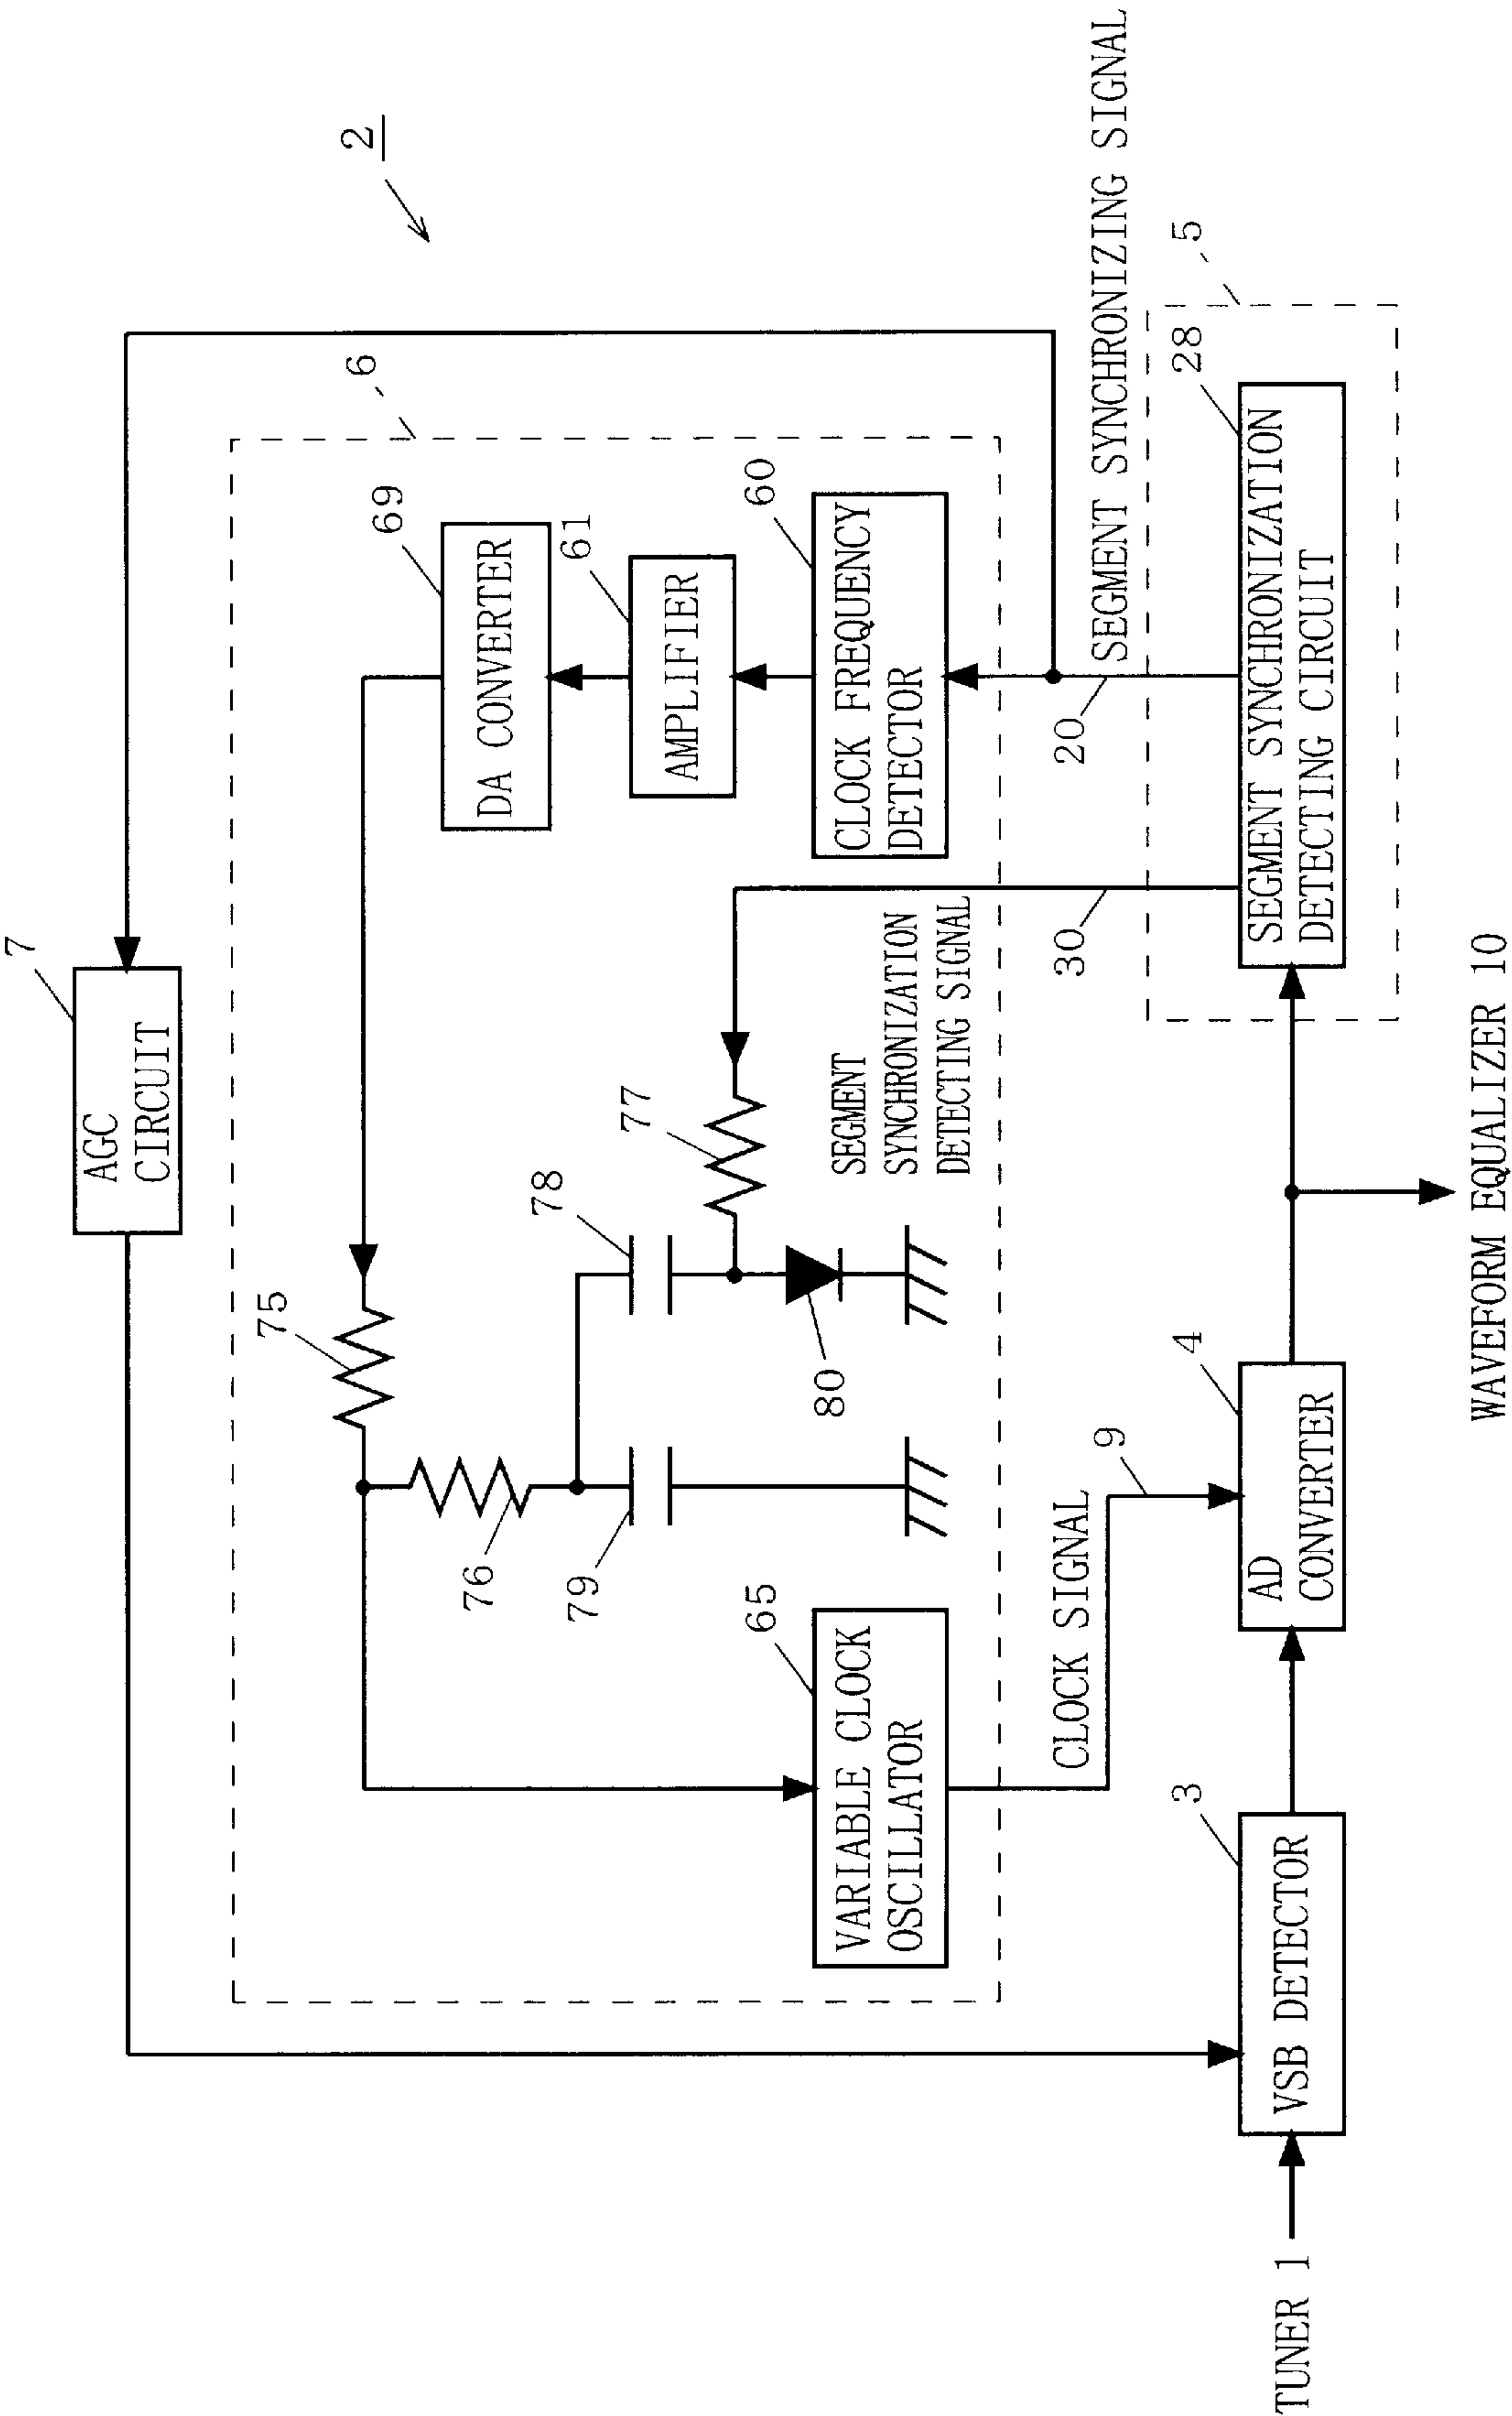 2
7
AGC
CIRCUIT
6
75
69
DA CONVERTER
76
78
61
AMPLIFIER
79
77
80
60
CLOCK FREQUENCY
DETECTOR
65
VARIABLE CLOCK
OSCILLATOR
SEGMENT
SYNCHRONIZATION
DETECTING SIGNAL
CLOCK SIGNAL
9
30
20
SEGMENT SYNCHRONIZING SIGNAL
5
TUNER 1
3
VSB DETECTOR
4
AD
CONVERTER
28
SEGMENT SYNCHRONIZATION
DETECTING CIRCUIT
WAVEFORM EQUALIZER 10